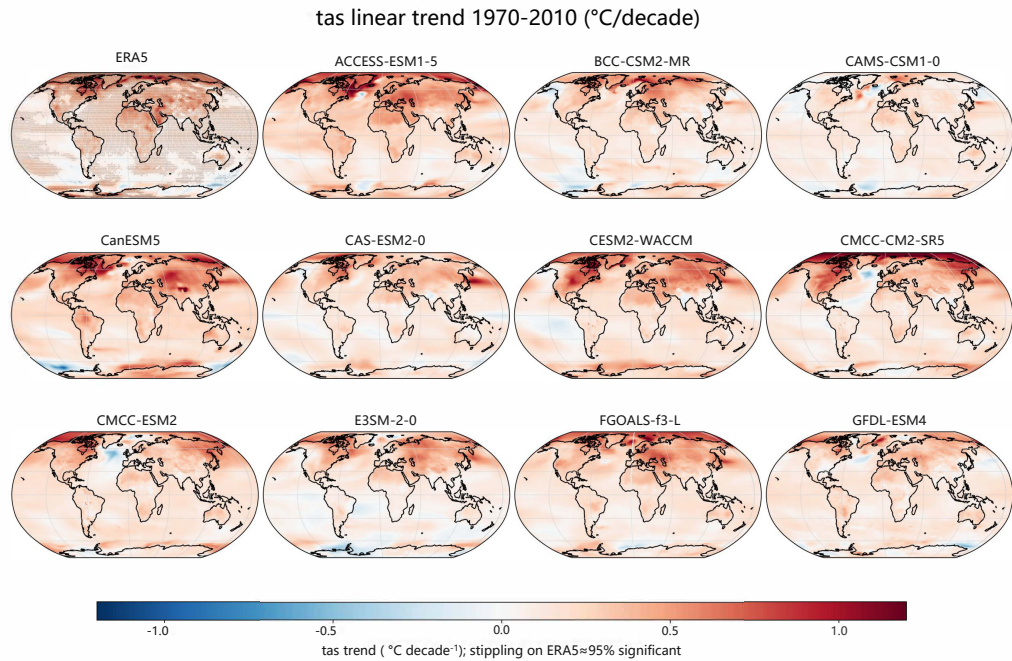 tas linear trend 1970-2010 (°C/decade)
ERA5
ACCESS-ESM1-5
BCC-CSM2-MR
CAMS-CSM1-0
CanESM5
CAS-ESM2-0
CESM2-WACCM
CMCC-CM2-SR5
CMCC-ESM2
E3SM-2-0
FGOALS-f3-L
GFDL-ESM4
-1.0 -0.5 0.0 0.5 1.0
tas trend ( °C decade⁻¹); stippling on ERA5≈95% significant